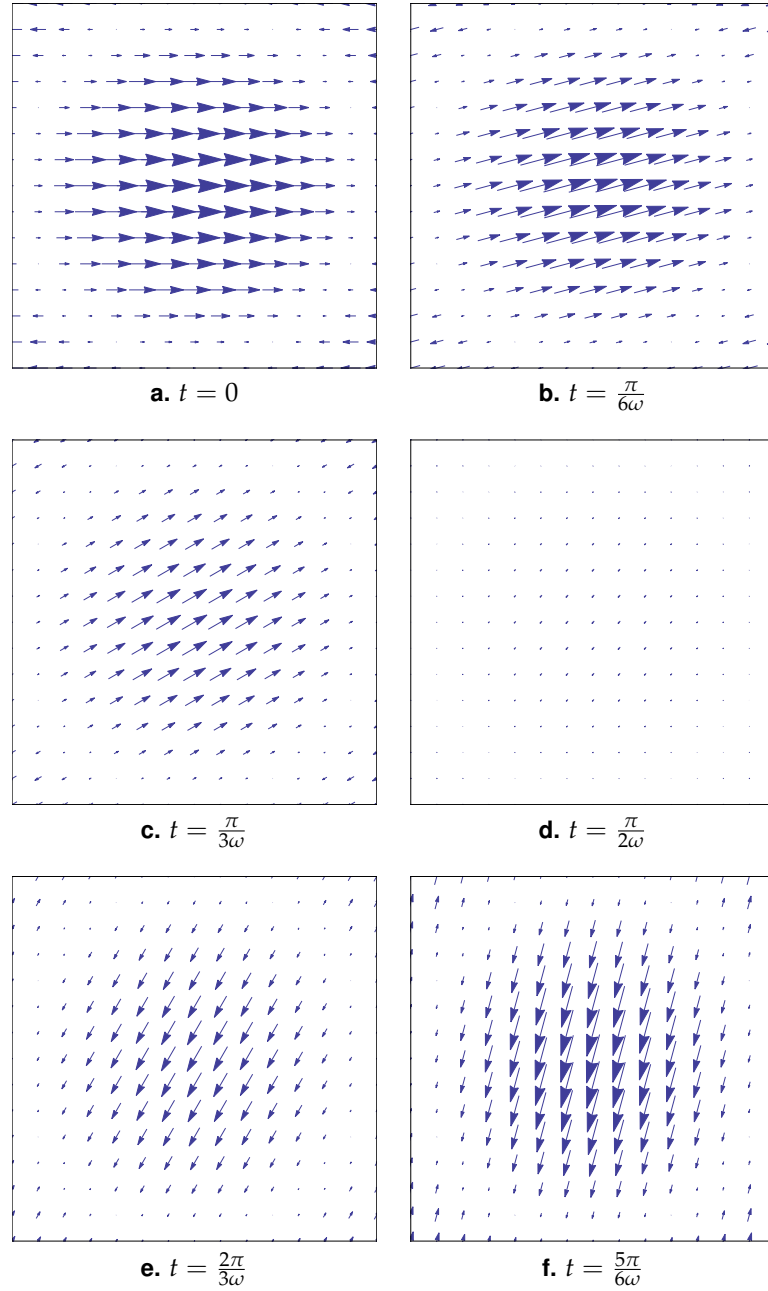 a. t = 0
b. t = π/6ω
c. t = π/3ω
d. t = π/2ω
e. t = 2π/3ω
f. t = 5π/6ω